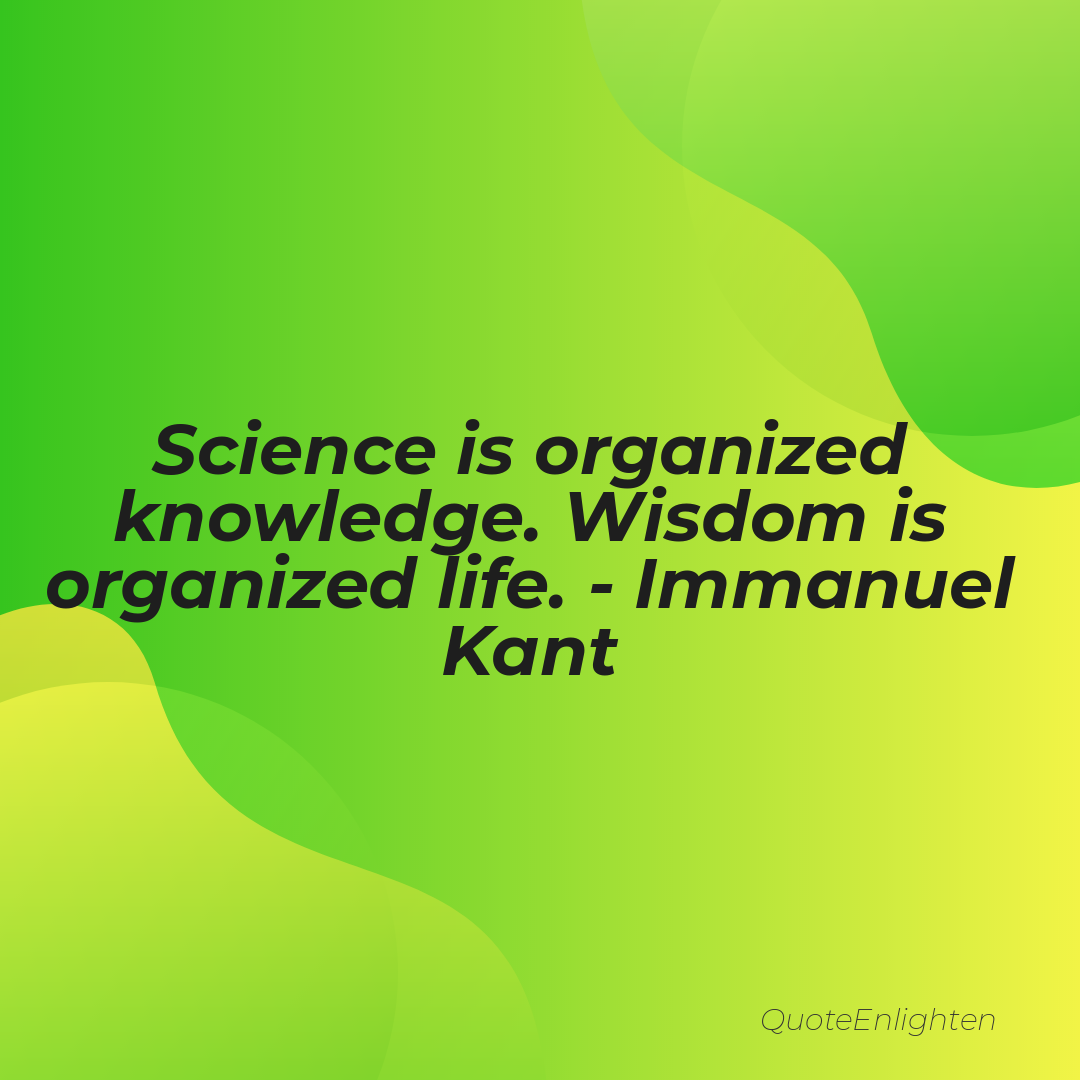 Science is organized
knowledge. Wisdom is
organized life. - Immanuel
Kant
QuoteEnlighten